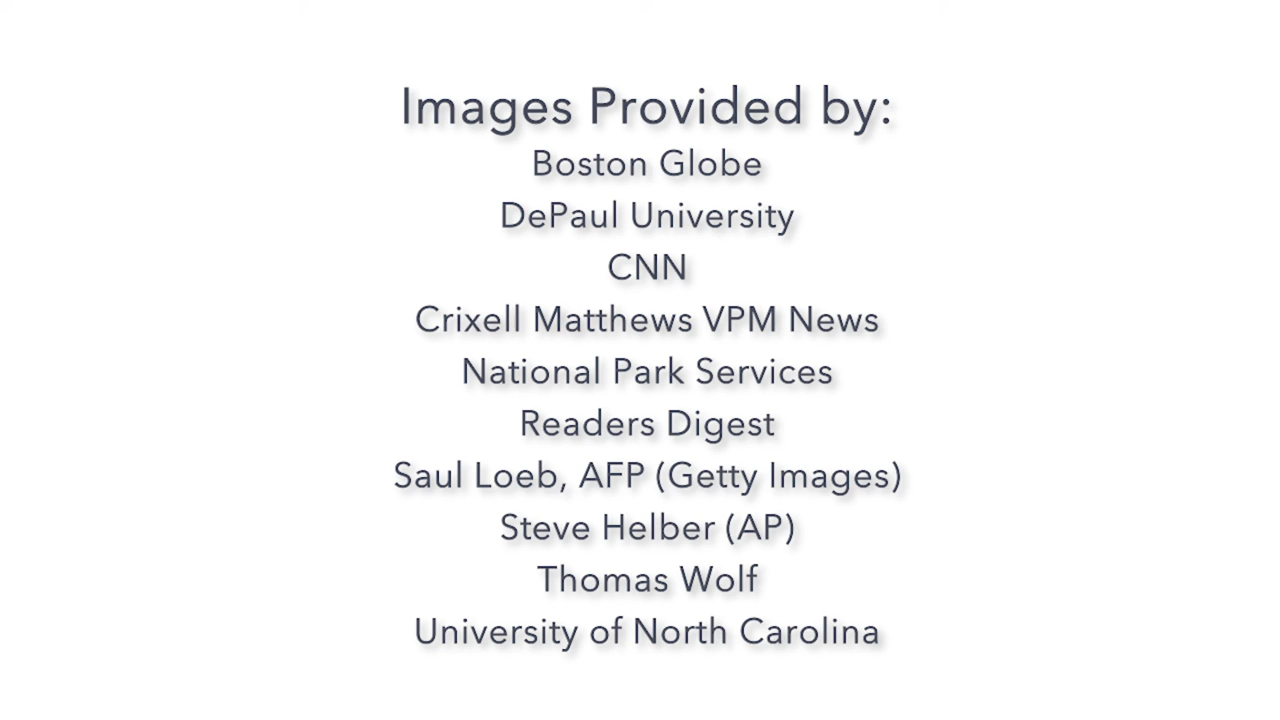 Images Provided by:
Boston Globe
DePaul University
CNN
Crixell Matthews VPM News
National Park Services
Readers Digest
Saul Loeb, AFP (Getty Images)
Steve Helber (AP)
Thomas Wolf
University of North Carolina